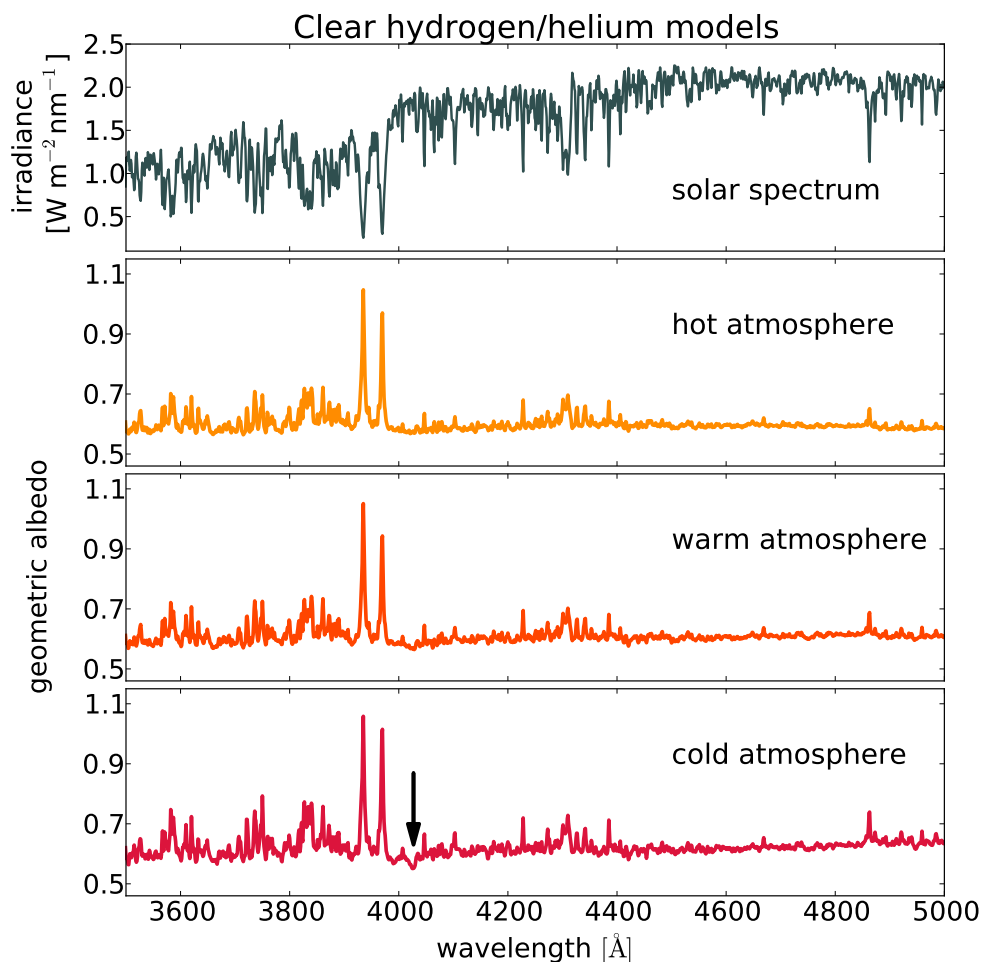 Clear hydrogen/helium models
irradiance
[W m⁻² nm⁻¹ ]
2.5
2.0
1.5
1.0
0.5
solar spectrum
geometric albedo
1.1
0.9
0.7
0.5
hot atmosphere
1.1
0.9
0.7
0.5
warm atmosphere
1.1
0.9
0.7
0.5
cold atmosphere
3600 3800 4000 4200 4400 4600 4800 5000
wavelength [Å]